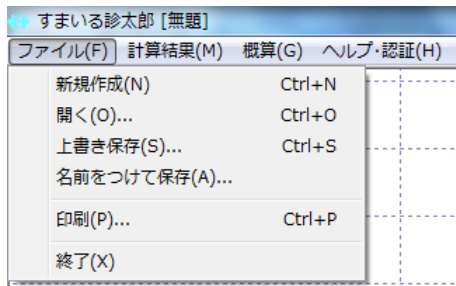 すまいる診太郎 [無題]
ファイル(F) 計算結果(M) 概算(G) ヘルプ・認証(H)
新規作成(N) Ctrl+N
開く(O)... Ctrl+O
上書き保存(S)... Ctrl+S
名前をつけて保存(A)...
印刷(P)... Ctrl+P
終了(X)